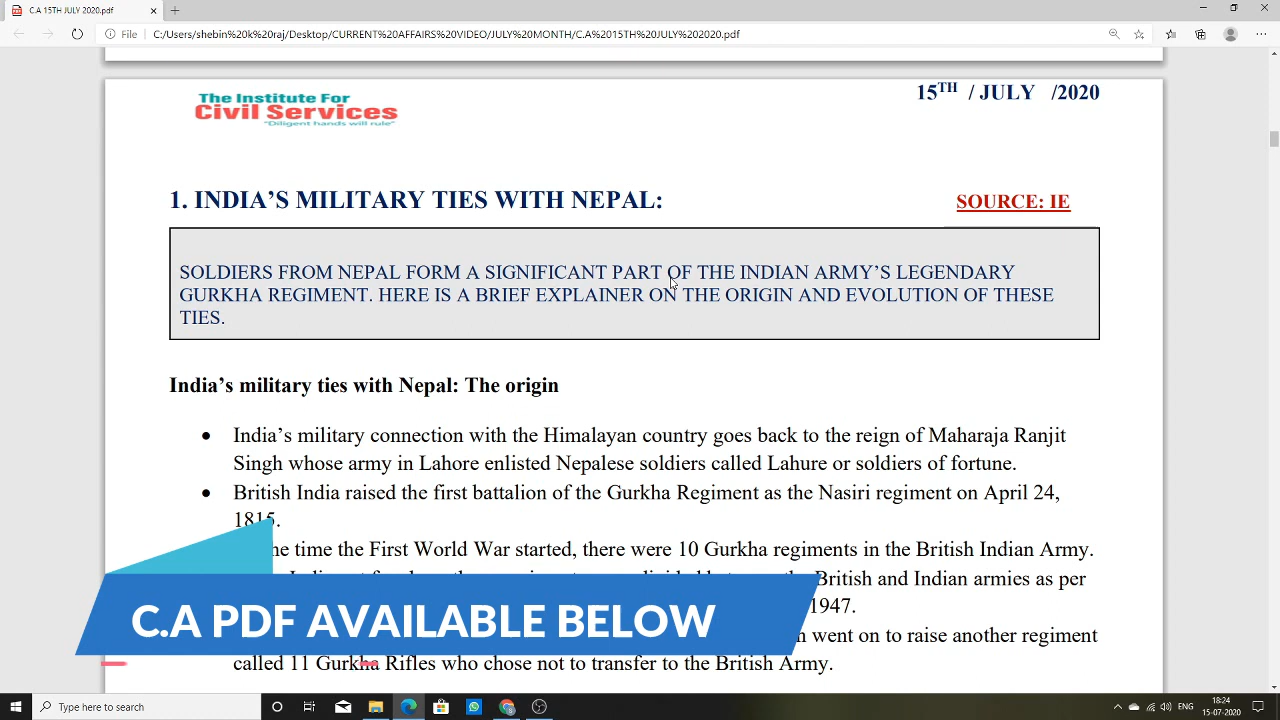 C.A 15TH JULY 2020.pdf
File
C:/Users/shebin%20k%20raj/Desktop/CURRENT%20AFFAIRS%20VIDEO/JULY%20MONTH/C.A%2015TH%20JULY%202020.pdf
The Institute For
Civil Services
"Diligent hands will rule"
15TH / JULY /2020
1. INDIA'S MILITARY TIES WITH NEPAL:
SOURCE: IE
SOLDIERS FROM NEPAL FORM A SIGNIFICANT PART OF THE INDIAN ARMY'S LEGENDARY
GURKHA REGIMENT. HERE IS A BRIEF EXPLAINER ON THE ORIGIN AND EVOLUTION OF THESE
TIES.
India's military ties with Nepal: The origin
• India's military connection with the Himalayan country goes back to the reign of Maharaja Ranjit
Singh whose army in Lahore enlisted Nepalese soldiers called Lahure or soldiers of fortune.
• British India raised the first battalion of the Gurkha Regiment as the Nasiri regiment on April 24,
1815.
time the First World War started, there were 10 Gurkha regiments in the British Indian Army.
British and Indian armies as per
1947.
went on to raise another regiment
called 11 Gurkha Rifles who chose not to transfer to the British Army.
C.A PDF AVAILABLE BELOW
Type here to search
ENG
18:24
15-07-2020